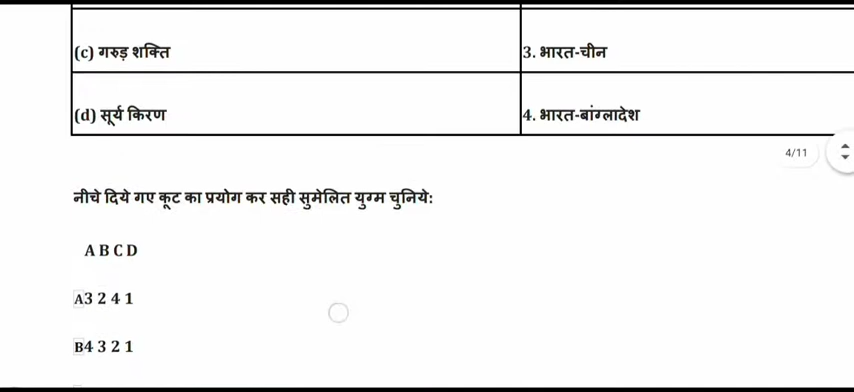 (c) गरुड़ शक्ति
3. भारत-चीन
(d) सूर्य किरण
4. भारत-बांग्लादेश
4/11
नीचे दिये गए कूट का प्रयोग कर सही सुमेलित युग्म चुनिये:
A B C D
A3 2 4 1
B4 3 2 1